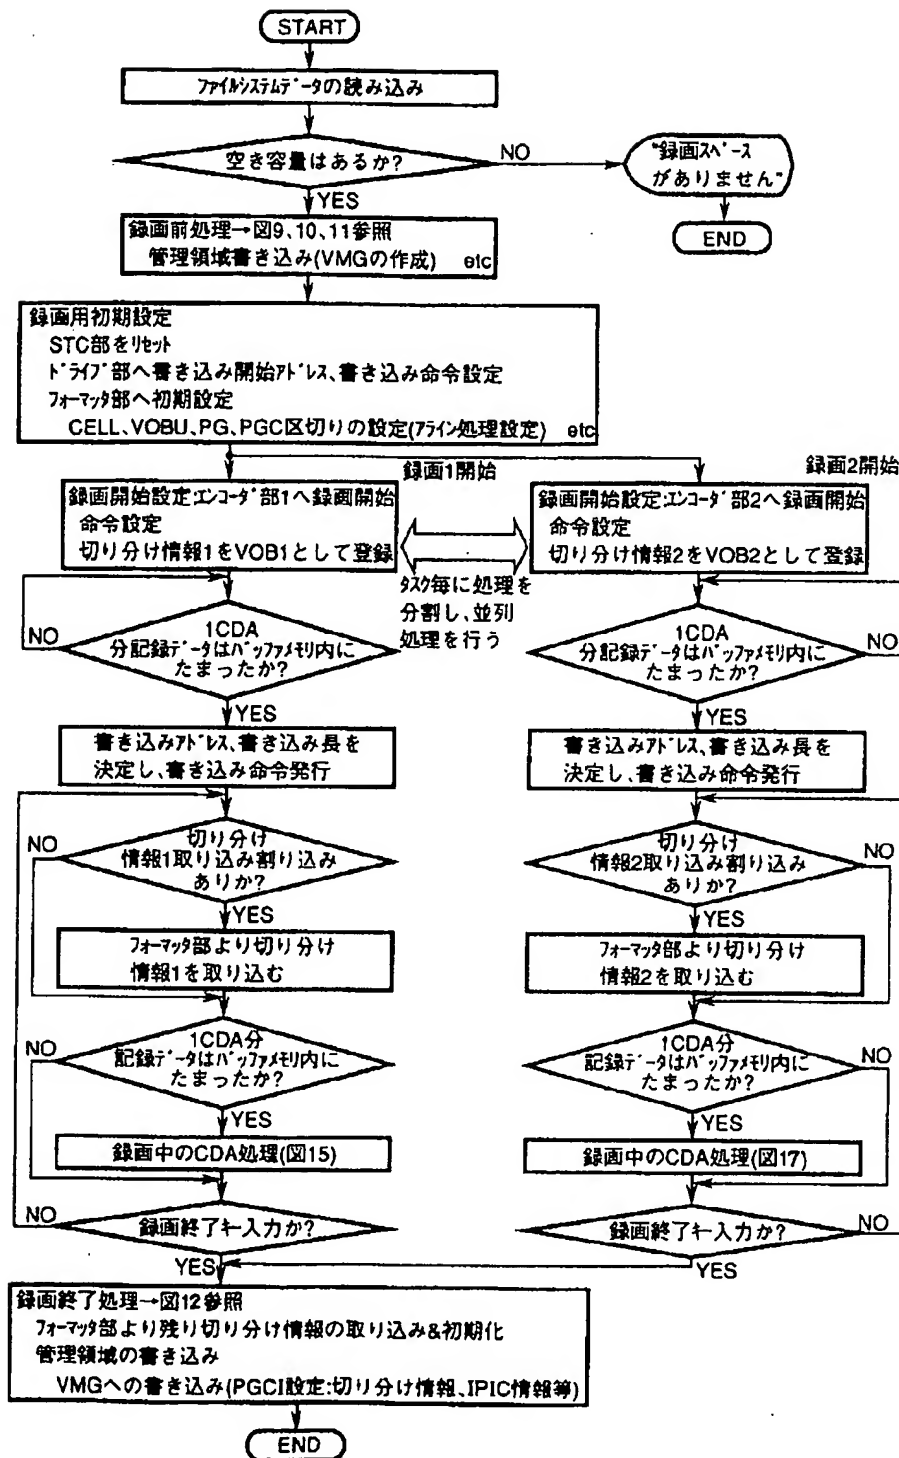 START
ファイルシステムデータの読み込み
空き容量はあるか?
NO
"録画スペース
がありません"
END
YES
録画前処理→図9、10、11参照
管理領域書き込み(VMGの作成) etc
録画用初期設定
STC部をリセット
ドライブ部へ書き込み開始アドレス、書き込み命令設定
フォーマッタ部へ初期設定
CELL、VOBU、PG、PGC区切りの設定(アライン処理設定) etc
録画1開始
録画開始設定:エンコーダ部1へ録画開始
命令設定
切り分け情報1をVOB1として登録
タスク毎に処理を
分割し、並列
処理を行う
録画2開始
録画開始設定:エンコーダ部2へ録画開始
命令設定
切り分け情報2をVOB2として登録
NO
1CDA
分記録データはバッファメモリ内に
たまったか?
YES
書き込みアドレス、書き込み長を
決定し、書き込み命令発行
NO
切り分け
情報1取り込み割り込み
ありか?
YES
フォーマッタ部より切り分け
情報1を取り込む
NO
1CDA分
記録データはバッファメモリ内に
たまったか?
YES
録画中のCDA処理(図15)
NO
録画終了キー入力か?
YES
1CDA
分記録データはバッファメモリ内に
たまったか?
NO
YES
書き込みアドレス、書き込み長を
決定し、書き込み命令発行
切り分け
情報2取り込み割り込み
ありか?
NO
YES
フォーマッタ部より切り分け
情報2を取り込む
1CDA分
記録データはバッファメモリ内に
たまったか?
NO
YES
録画中のCDA処理(図17)
録画終了キー入力か?
NO
YES
録画終了処理→図12参照
フォーマッタ部より残り切り分け情報の取り込み&初期化
管理領域の書き込み
VMGへの書き込み(PGCI設定:切り分け情報、IPIC情報等)
END